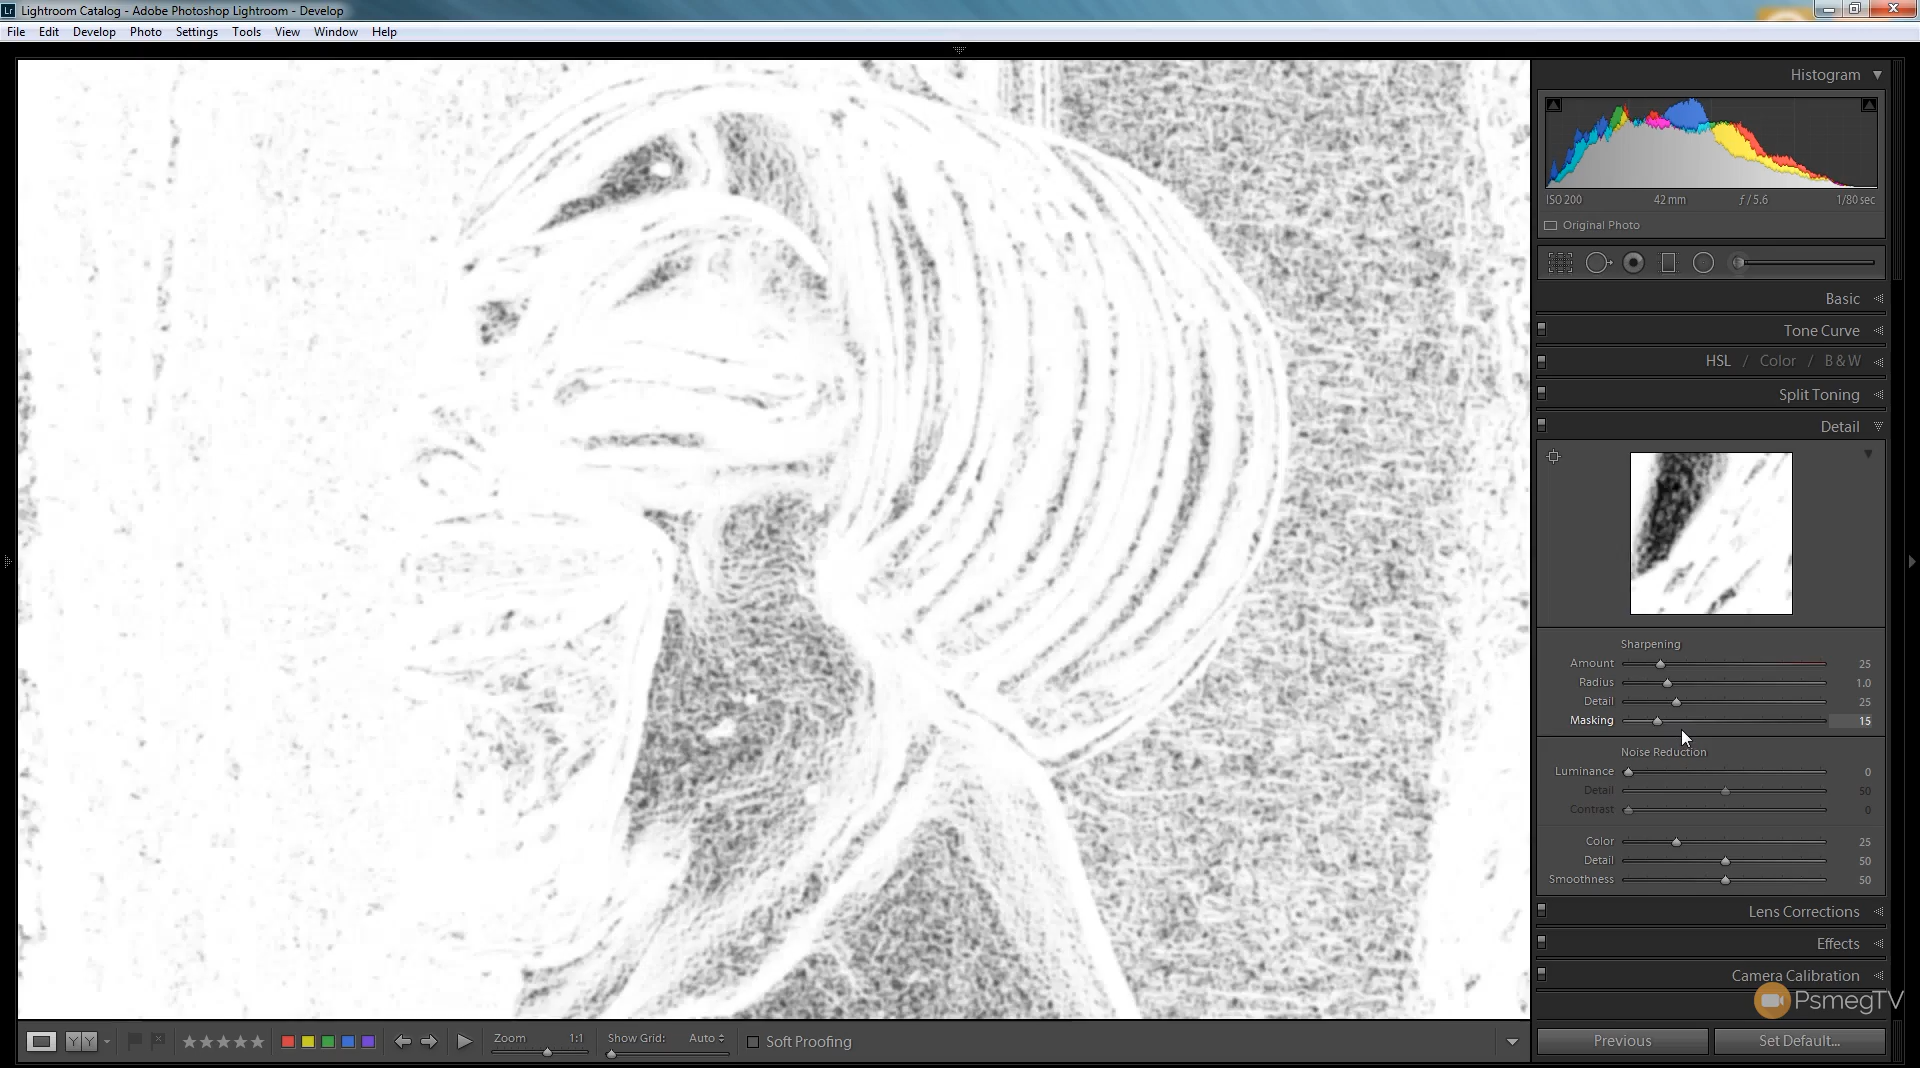 Lr Lightroom Catalog - Adobe Photoshop Lightroom - Develop
File Edit Develop Photo Settings Tools View Window Help
Histogram
ISO 200 42 mm ƒ / 5.6 1/80 sec
Original Photo
Basic
Tone Curve
HSL / Color / B & W
Split Toning
Detail
Sharpening
Amount 25
Radius 1.0
Detail 25
Masking 15
Noise Reduction
Luminance 0
Detail 50
Contrast 0
Color 25
Detail 50
Smoothness 50
Lens Corrections
Effects
Camera Calibration
PsmegTV
Y Y Zoom 1:1 Show Grid: Auto Soft Proofing Previous Set Default...